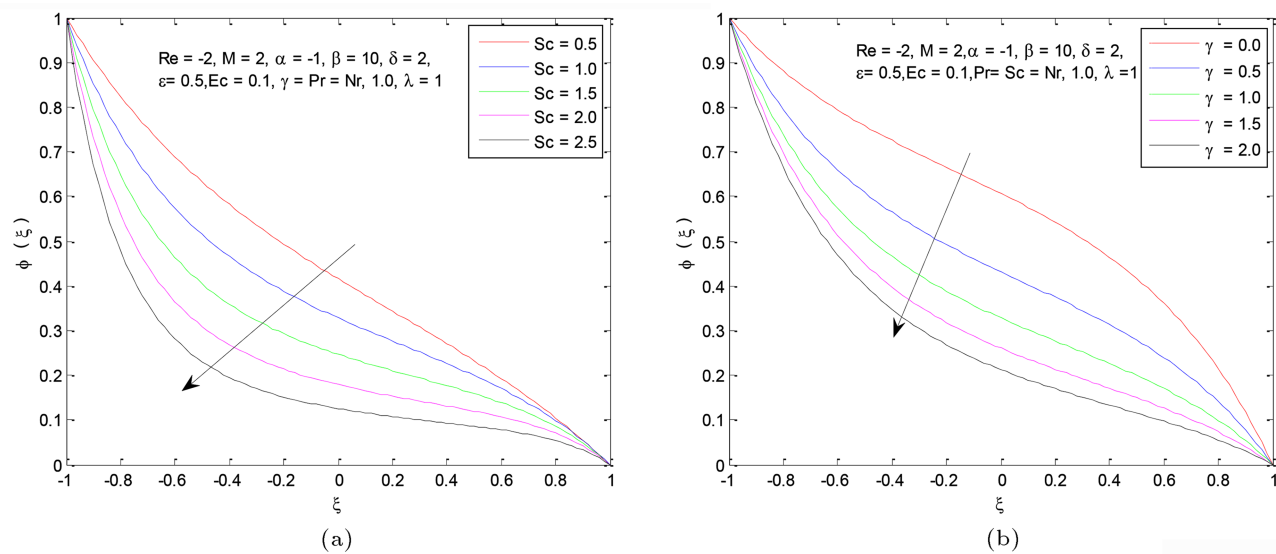 1
0.9
0.8
0.7
0.6
0.5
0.4
0.3
0.2
0.1
0
-1 -0.8 -0.6 -0.4 -0.2 0 0.2 0.4 0.6 0.8 1
ϕ ( ξ )
ξ
Re = -2, M = 2, α = -1, β = 10, δ = 2,
ε= 0.5,Ec = 0.1, γ = Pr = Nr, 1.0, λ = 1
Sc = 0.5
Sc = 1.0
Sc = 1.5
Sc = 2.0
Sc = 2.5
(a)
1
0.9
0.8
0.7
0.6
0.5
0.4
0.3
0.2
0.1
0
-1 -0.8 -0.6 -0.4 -0.2 0 0.2 0.4 0.6 0.8 1
ϕ ( ξ )
ξ
Re = -2, M = 2,α = -1, β = 10, δ = 2,
ε= 0.5,Ec = 0.1,Pr= Sc = Nr, 1.0, λ =1
γ = 0.0
γ = 0.5
γ = 1.0
γ = 1.5
γ = 2.0
(b)